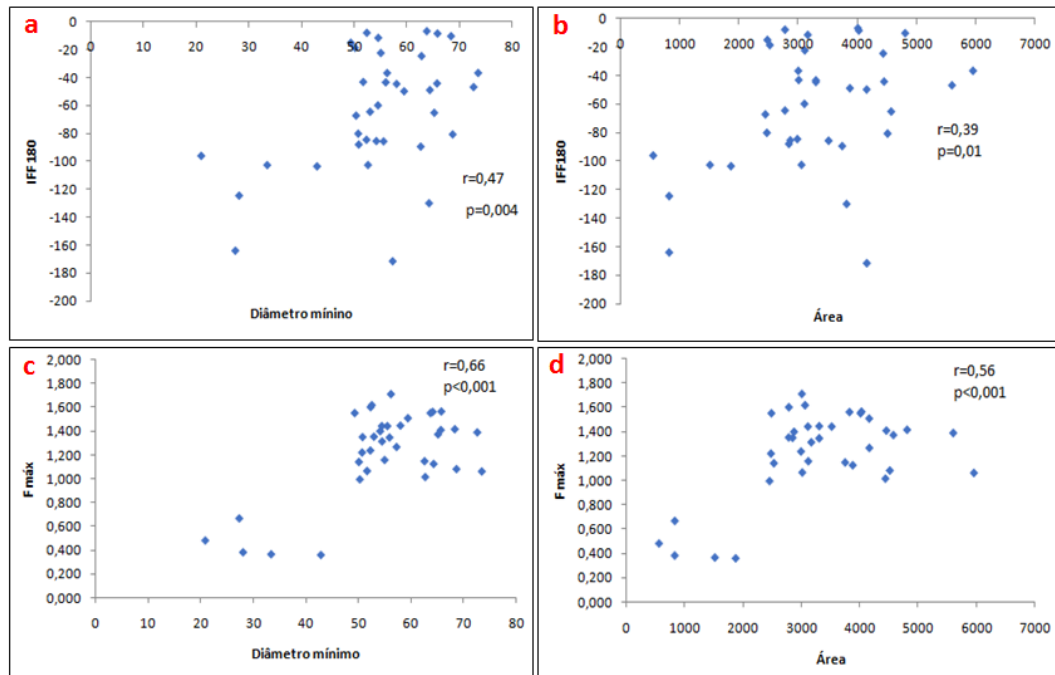 a
0
-20
-40
-60
-80
-100
-120
-140
-160
-180
-200
0 10 20 30 40 50 60 70 80
IFF180
r=0,47
p=0,004
Diâmetro mínino
b
0
-20
-40
-60
-80
-100
-120
-140
-160
-180
-200
0 1000 2000 3000 4000 5000 6000 7000
IFF180
r=0,39
p=0,01
Área
c
2,000
1,800
1,600
1,400
1,200
1,000
0,800
0,600
0,400
0,200
0,000
0 10 20 30 40 50 60 70 80
F máx
r=0,66
p<0,001
Diâmetro mínimo
d
2,000
1,800
1,600
1,400
1,200
1,000
0,800
0,600
0,400
0,200
0,000
0 1000 2000 3000 4000 5000 6000 7000
F máx
r=0,56
p<0,001
Área